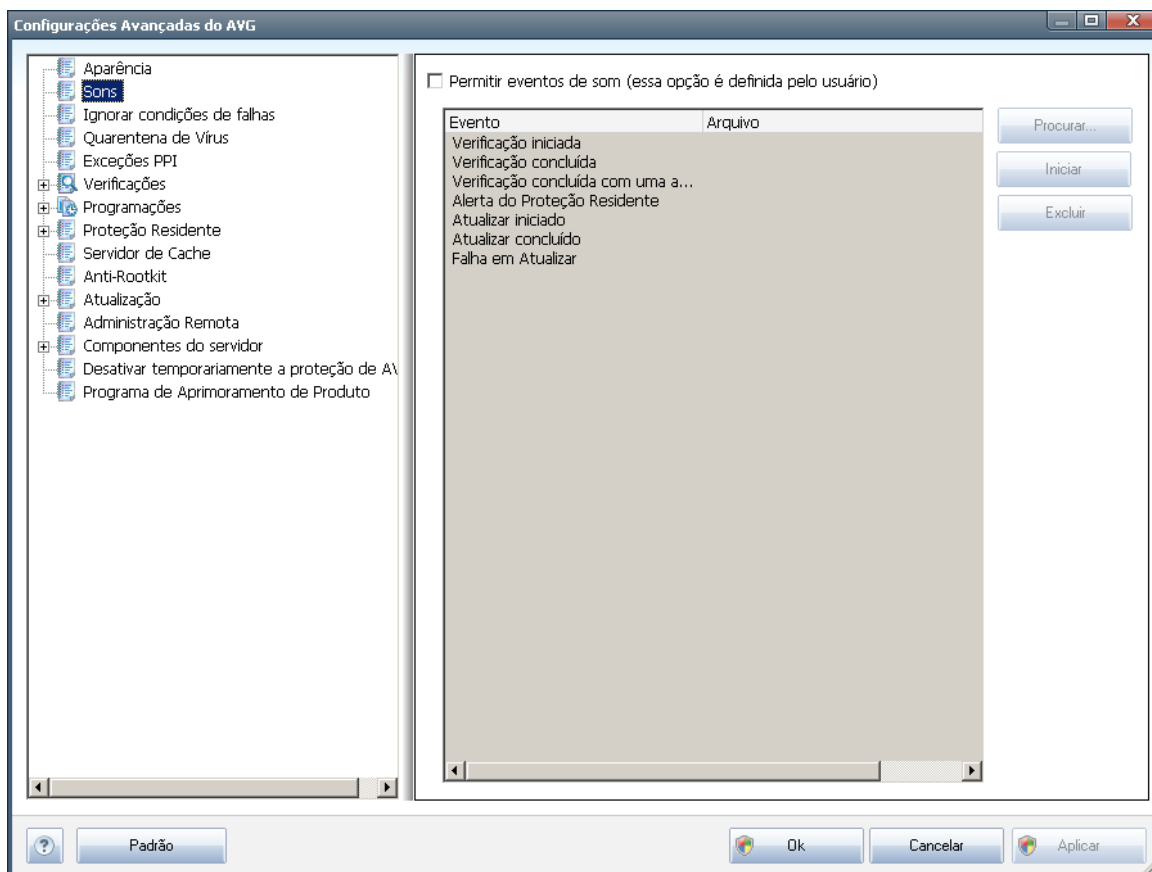 Configurações Avançadas do AVG
Aparência
Sons
Ignorar condições de falhas
Quarentena de Vírus
Exceções PPI
Verificações
Programações
Proteção Residente
Servidor de Cache
Anti-Rootkit
Atualização
Administração Remota
Componentes do servidor
Desativar temporariamente a proteção de
Programa de Aprimoramento de Produto
Permitir eventos de som (essa opção é definida pelo usuário)
Evento Arquivo
Verificação iniciada
Verificação concluída
Verificação concluída com uma a...
Alerta do Proteção Residente
Atualizar iniciado
Atualizar concluído
Falha em Atualizar
Procurar...
Iniciar
Excluir
? Padrão Ok Cancelar Aplicar